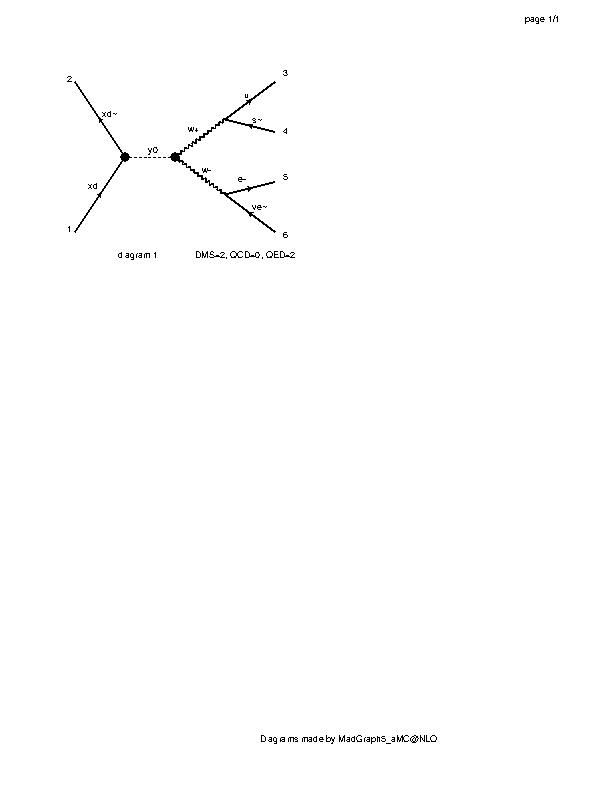 page 1/1
2
3
u
xd~
s~
w+
4
y0
w-
5
e-
xd
ve~
1
6
diagram 1 DMS=2, QCD=0, QED=2
Diagrams made by MadGraph5_aMC@NLO